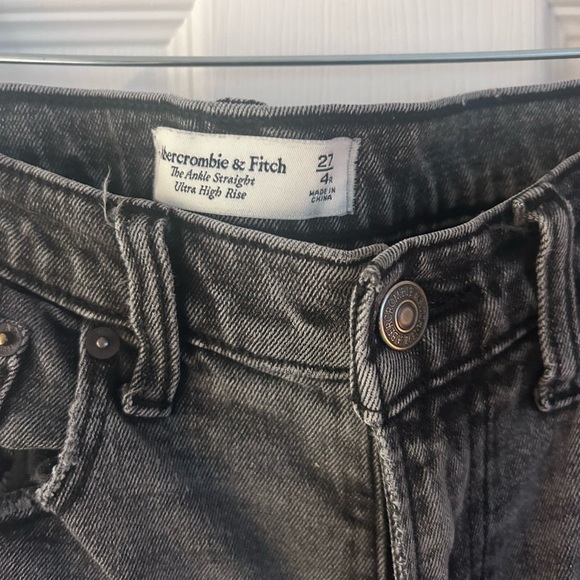 Abercrombie & Fitch
The Ankle Straight
Ultra High Rise
27
4R
MADE IN
CHINA